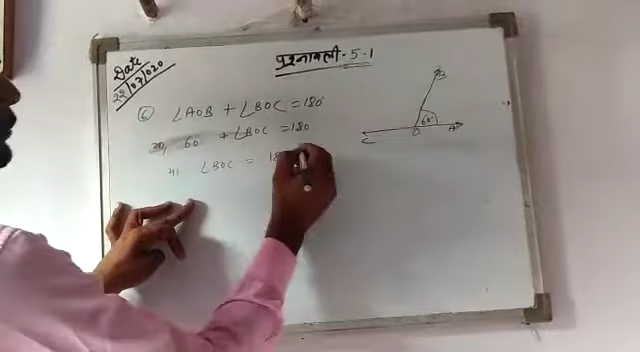 Date
22/07/020
प्रश्नावली-5.1
⑥ ∠AOB + ∠BOC = 180°
60 + ∠BOC = 180
या ∠BOC = 18
B
60°
C O A